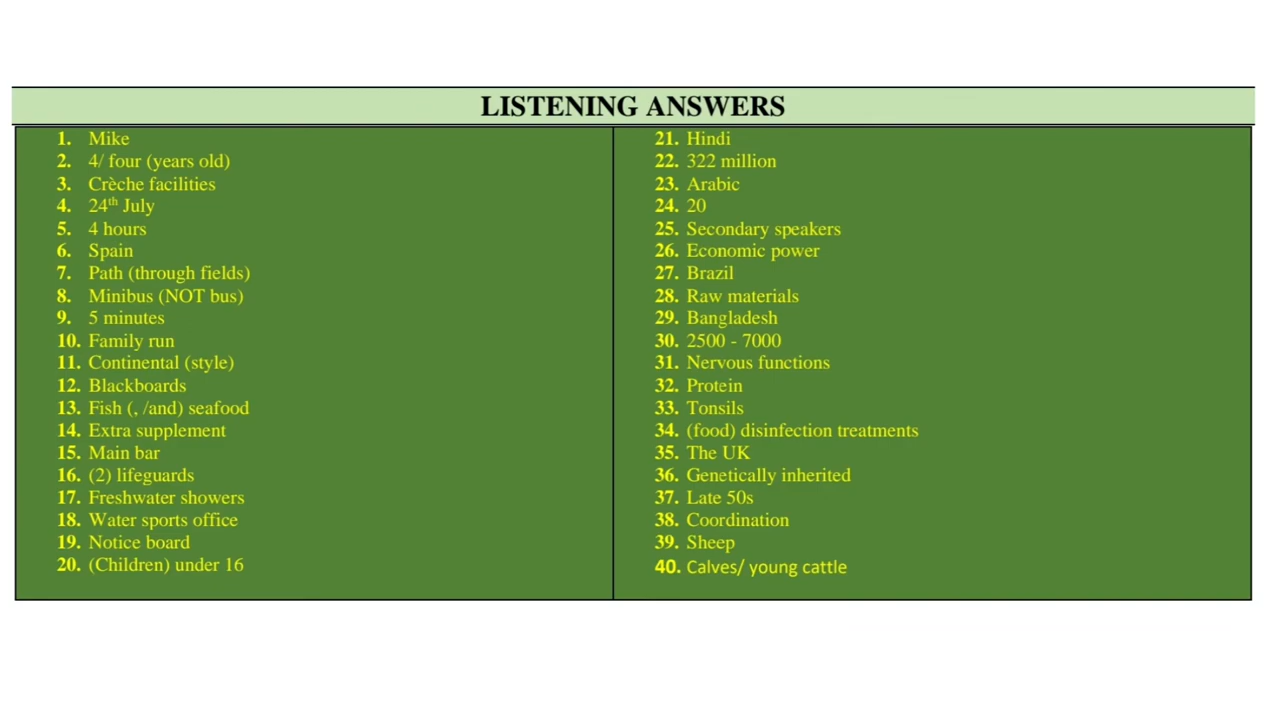 LISTENING ANSWERS
1. Mike
2. 4/ four (years old)
3. Crèche facilities
4. 24th July
5. 4 hours
6. Spain
7. Path (through fields)
8. Minibus (NOT bus)
9. 5 minutes
10. Family run
11. Continental (style)
12. Blackboards
13. Fish (, /and) seafood
14. Extra supplement
15. Main bar
16. (2) lifeguards
17. Freshwater showers
18. Water sports office
19. Notice board
20. (Children) under 16
21. Hindi
22. 322 million
23. Arabic
24. 20
25. Secondary speakers
26. Economic power
27. Brazil
28. Raw materials
29. Bangladesh
30. 2500 - 7000
31. Nervous functions
32. Protein
33. Tonsils
34. (food) disinfection treatments
35. The UK
36. Genetically inherited
37. Late 50s
38. Coordination
39. Sheep
40. Calves/ young cattle